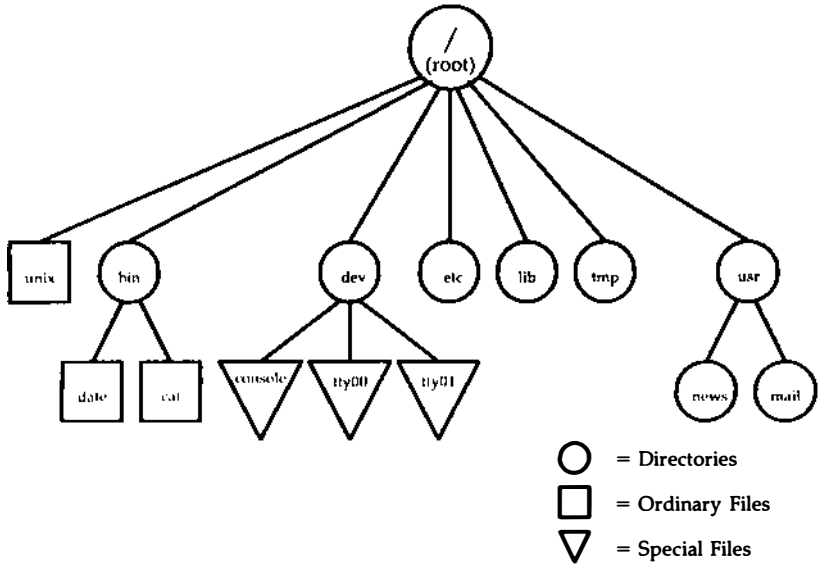 /
(root)
unix
bin
dev
etc
lib
tmp
usr
date
cat
console
tty00
tty01
news
mail
= Directories
= Ordinary Files
= Special Files